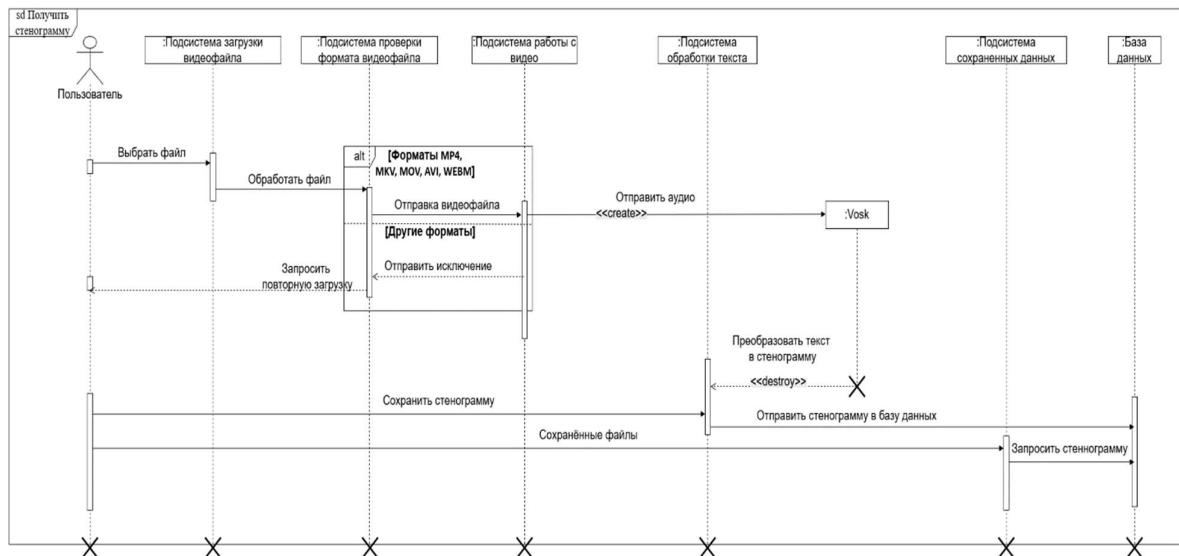 sd Получить
стенограмму
:Подсистема загрузки
видеофайла
:Подсистема проверки
формата видеофайла
:Подсистема работы с
видео
:Подсистема
обработки текста
:Подсистема
сохраненных данных
:База
данных
Пользователь
Выбрать файл
alt
[Форматы MP4,
MKV, MOV, AVI, WEBM]
Обработать файл
Отправка видеофайла
Отправить аудио
<<create>>
:Vosk
[Другие форматы]
Отправить исключение
Запросить
повторную загрузку
Преобразовать текст
в стенограмму
<<destroy>>
Сохранить стенограмму
Отправить стенограмму в базу данных
Сохранённые файлы
Запросить стеннограмму